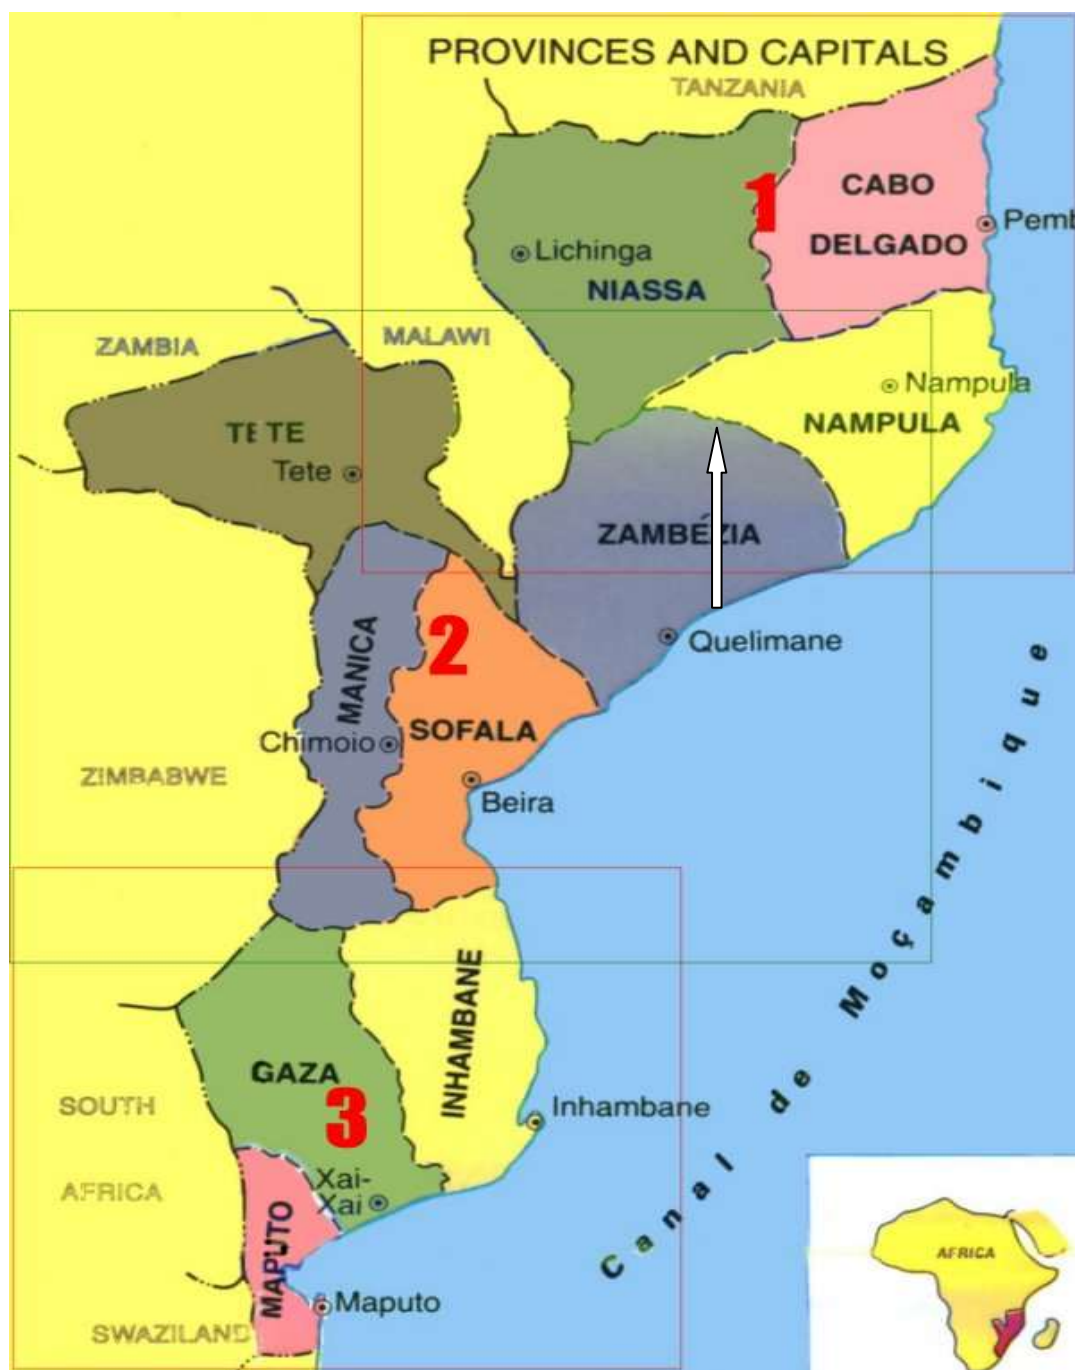 PROVINCES AND CAPITALS
TANZANIA
1
CABO
DELGADO
Pemb
Lichinga
NIASSA
ZAMBIA
MALAWI
Nampula
NAMPULA
TETE
Tete
ZAMBÉZIA
MANICA
2
Quelimane
SOFALA
Chimoio
ZIMBABWE
Beira
INHAMBANE
GAZA
3
Inhambane
SOUTH
AFRICA
Xai-
Xai
MAPUTO
Maputo
SWAZILAND
Canal de Moçambique
AFRICA